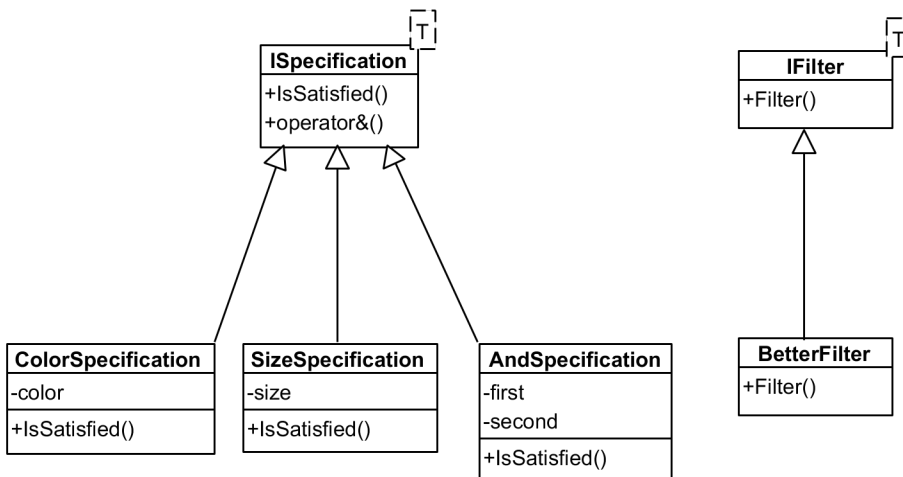 T
ISpecification
+IsSatisfied()
+operator&()
T
IFilter
+Filter()
ColorSpecification
-color
+IsSatisfied()
SizeSpecification
-size
+IsSatisfied()
AndSpecification
-first
-second
+IsSatisfied()
BetterFilter
+Filter()